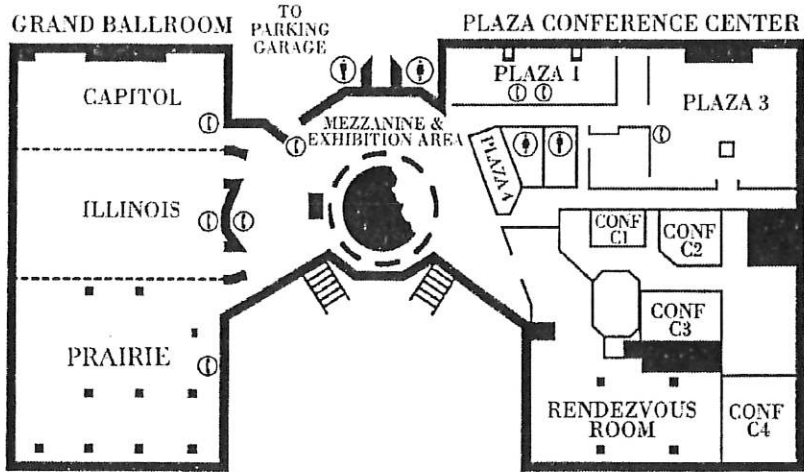 GRAND BALLROOM
TO
PARKING
GARAGE
PLAZA CONFERENCE CENTER
CAPITOL
MEZZANINE &
EXHIBITION AREA
PLAZA 1
PLAZA 3
PLAZA 4
ILLINOIS
CONF
C1
CONF
C2
CONF
C3
PRAIRIE
RENDEZVOUS
ROOM
CONF
C4